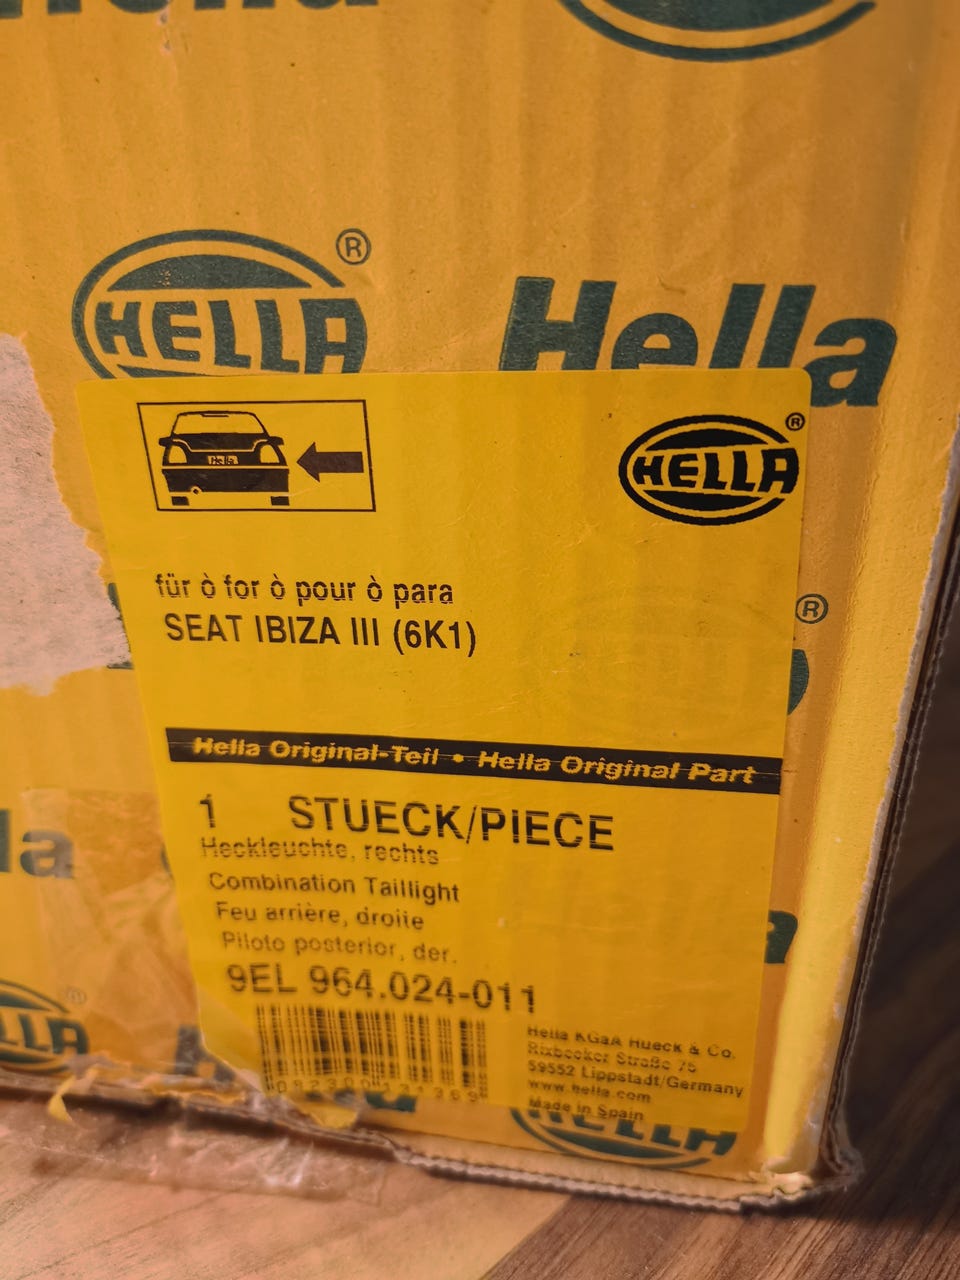 HELLA ®
Hella
Hella
HELLA ®
für ò for ò pour ò para
SEAT IBIZA III (6K1)
®
Hella Original-Teil • Hella Original Part
1 STUECK/PIECE
Heckleuchte, rechts
Combination Taillight
Feu arrière, droite
Piloto posterior, der.
9EL 964.024-011
Hella KGaA Hueck & Co.
Rixbecker Straße 75
59552 Lippstadt/Germany
www.hella.com
Made in Spain
HELLA